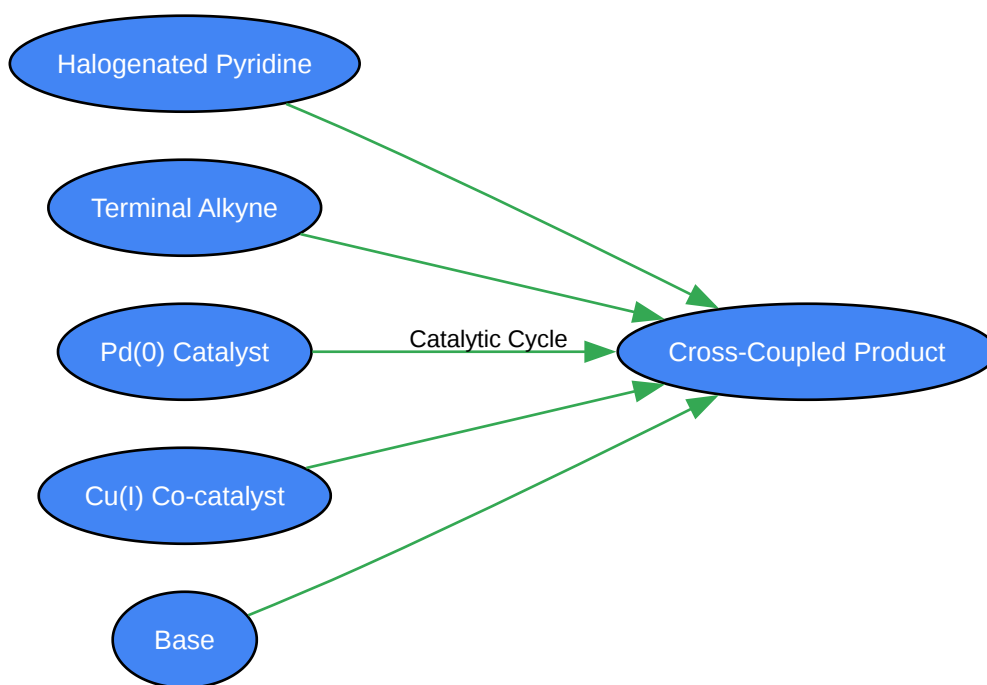 Halogenated Pyridine
Terminal Alkyne
Pd(0) Catalyst
Catalytic Cycle
Cross-Coupled Product
Cu(I) Co-catalyst
Base